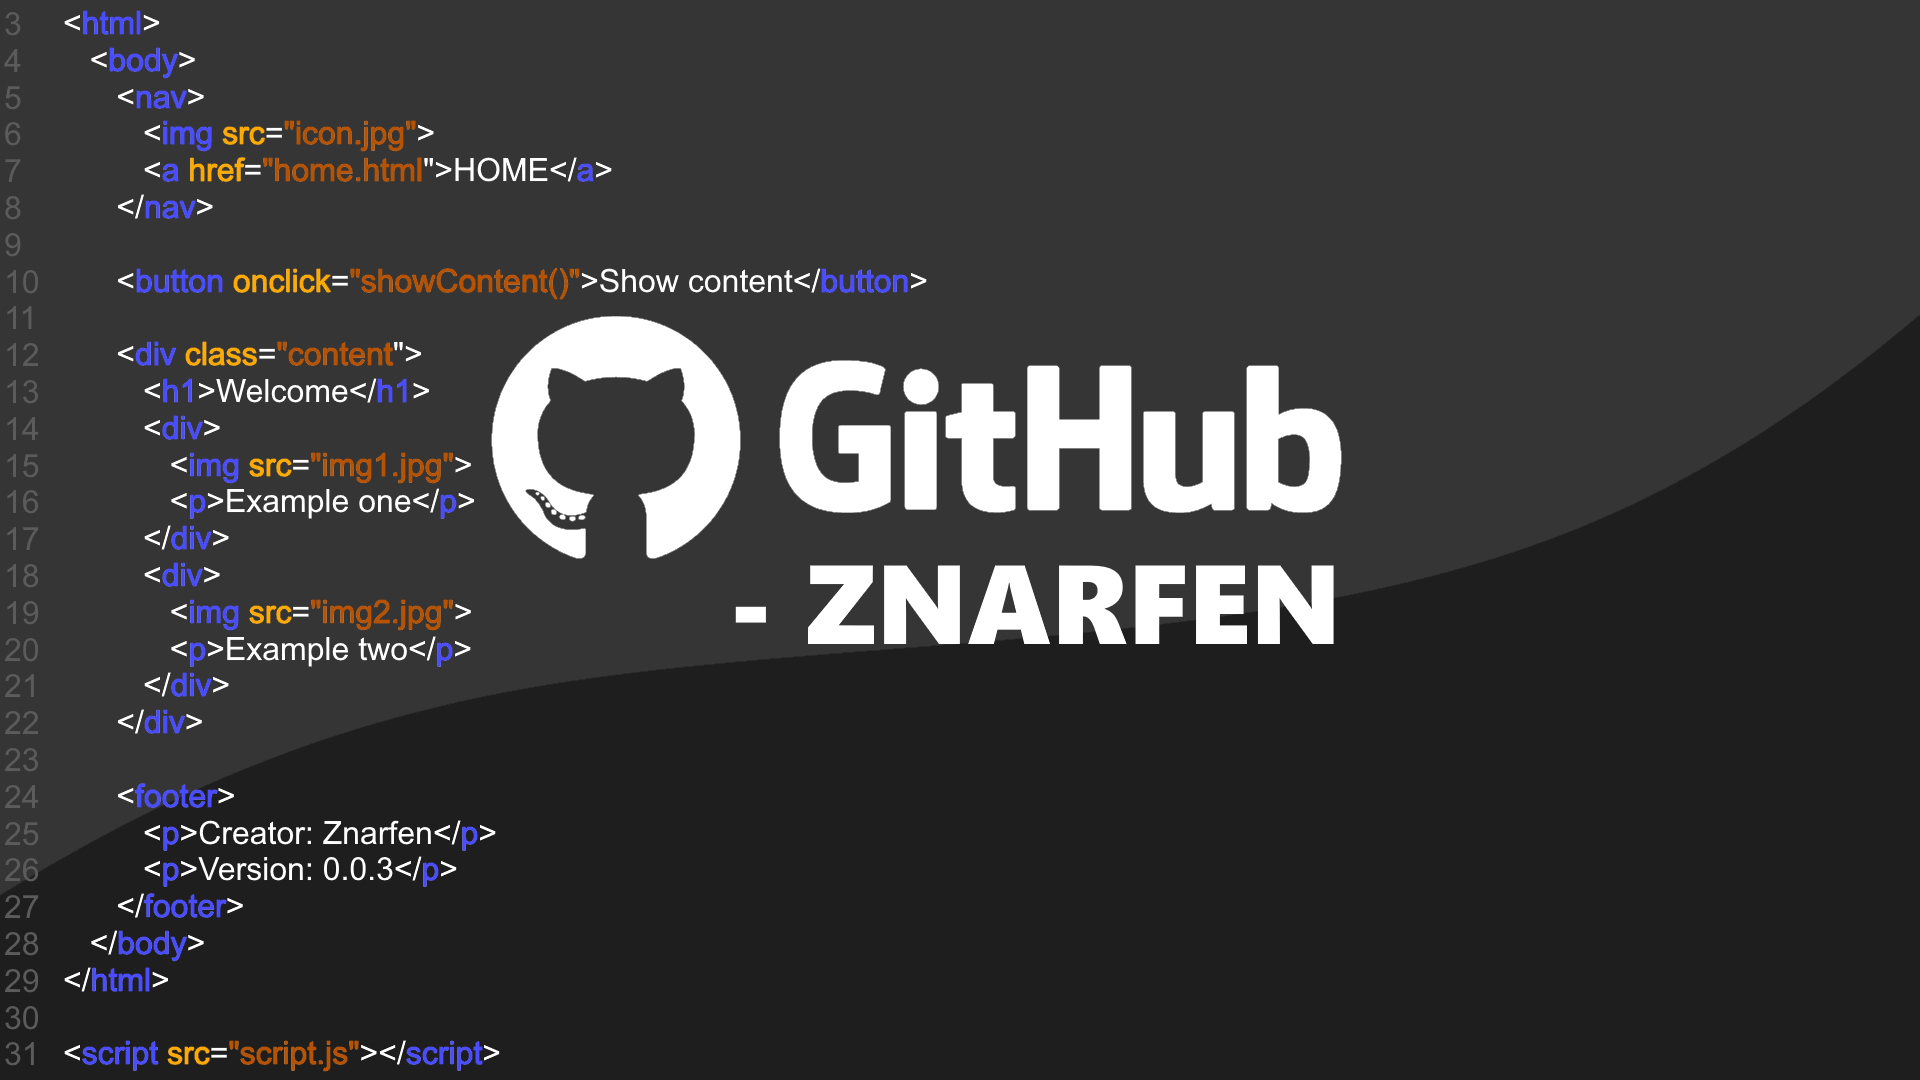 3 <html>
4 <body>
5 <nav>
6 <img src="icon.jpg">
7 <a href="home.html">HOME</a>
8 </nav>
9
10 <button onclick="showContent()">Show content</button>
11
12 <div class="content">
13 <h1>Welcome</h1>
14 <div>
15 <img src="img1.jpg">
16 <p>Example one</p>
17 </div>
18 <div>
19 <img src="img2.jpg">
20 <p>Example two</p>
21 </div>
22 </div>
23
24 <footer>
25 <p>Creator: Znarfen</p>
26 <p>Version: 0.0.3</p>
27 </footer>
28 </body>
29 </html>
30
31 <script src="script.js"></script>
GitHub
- ZNARFEN